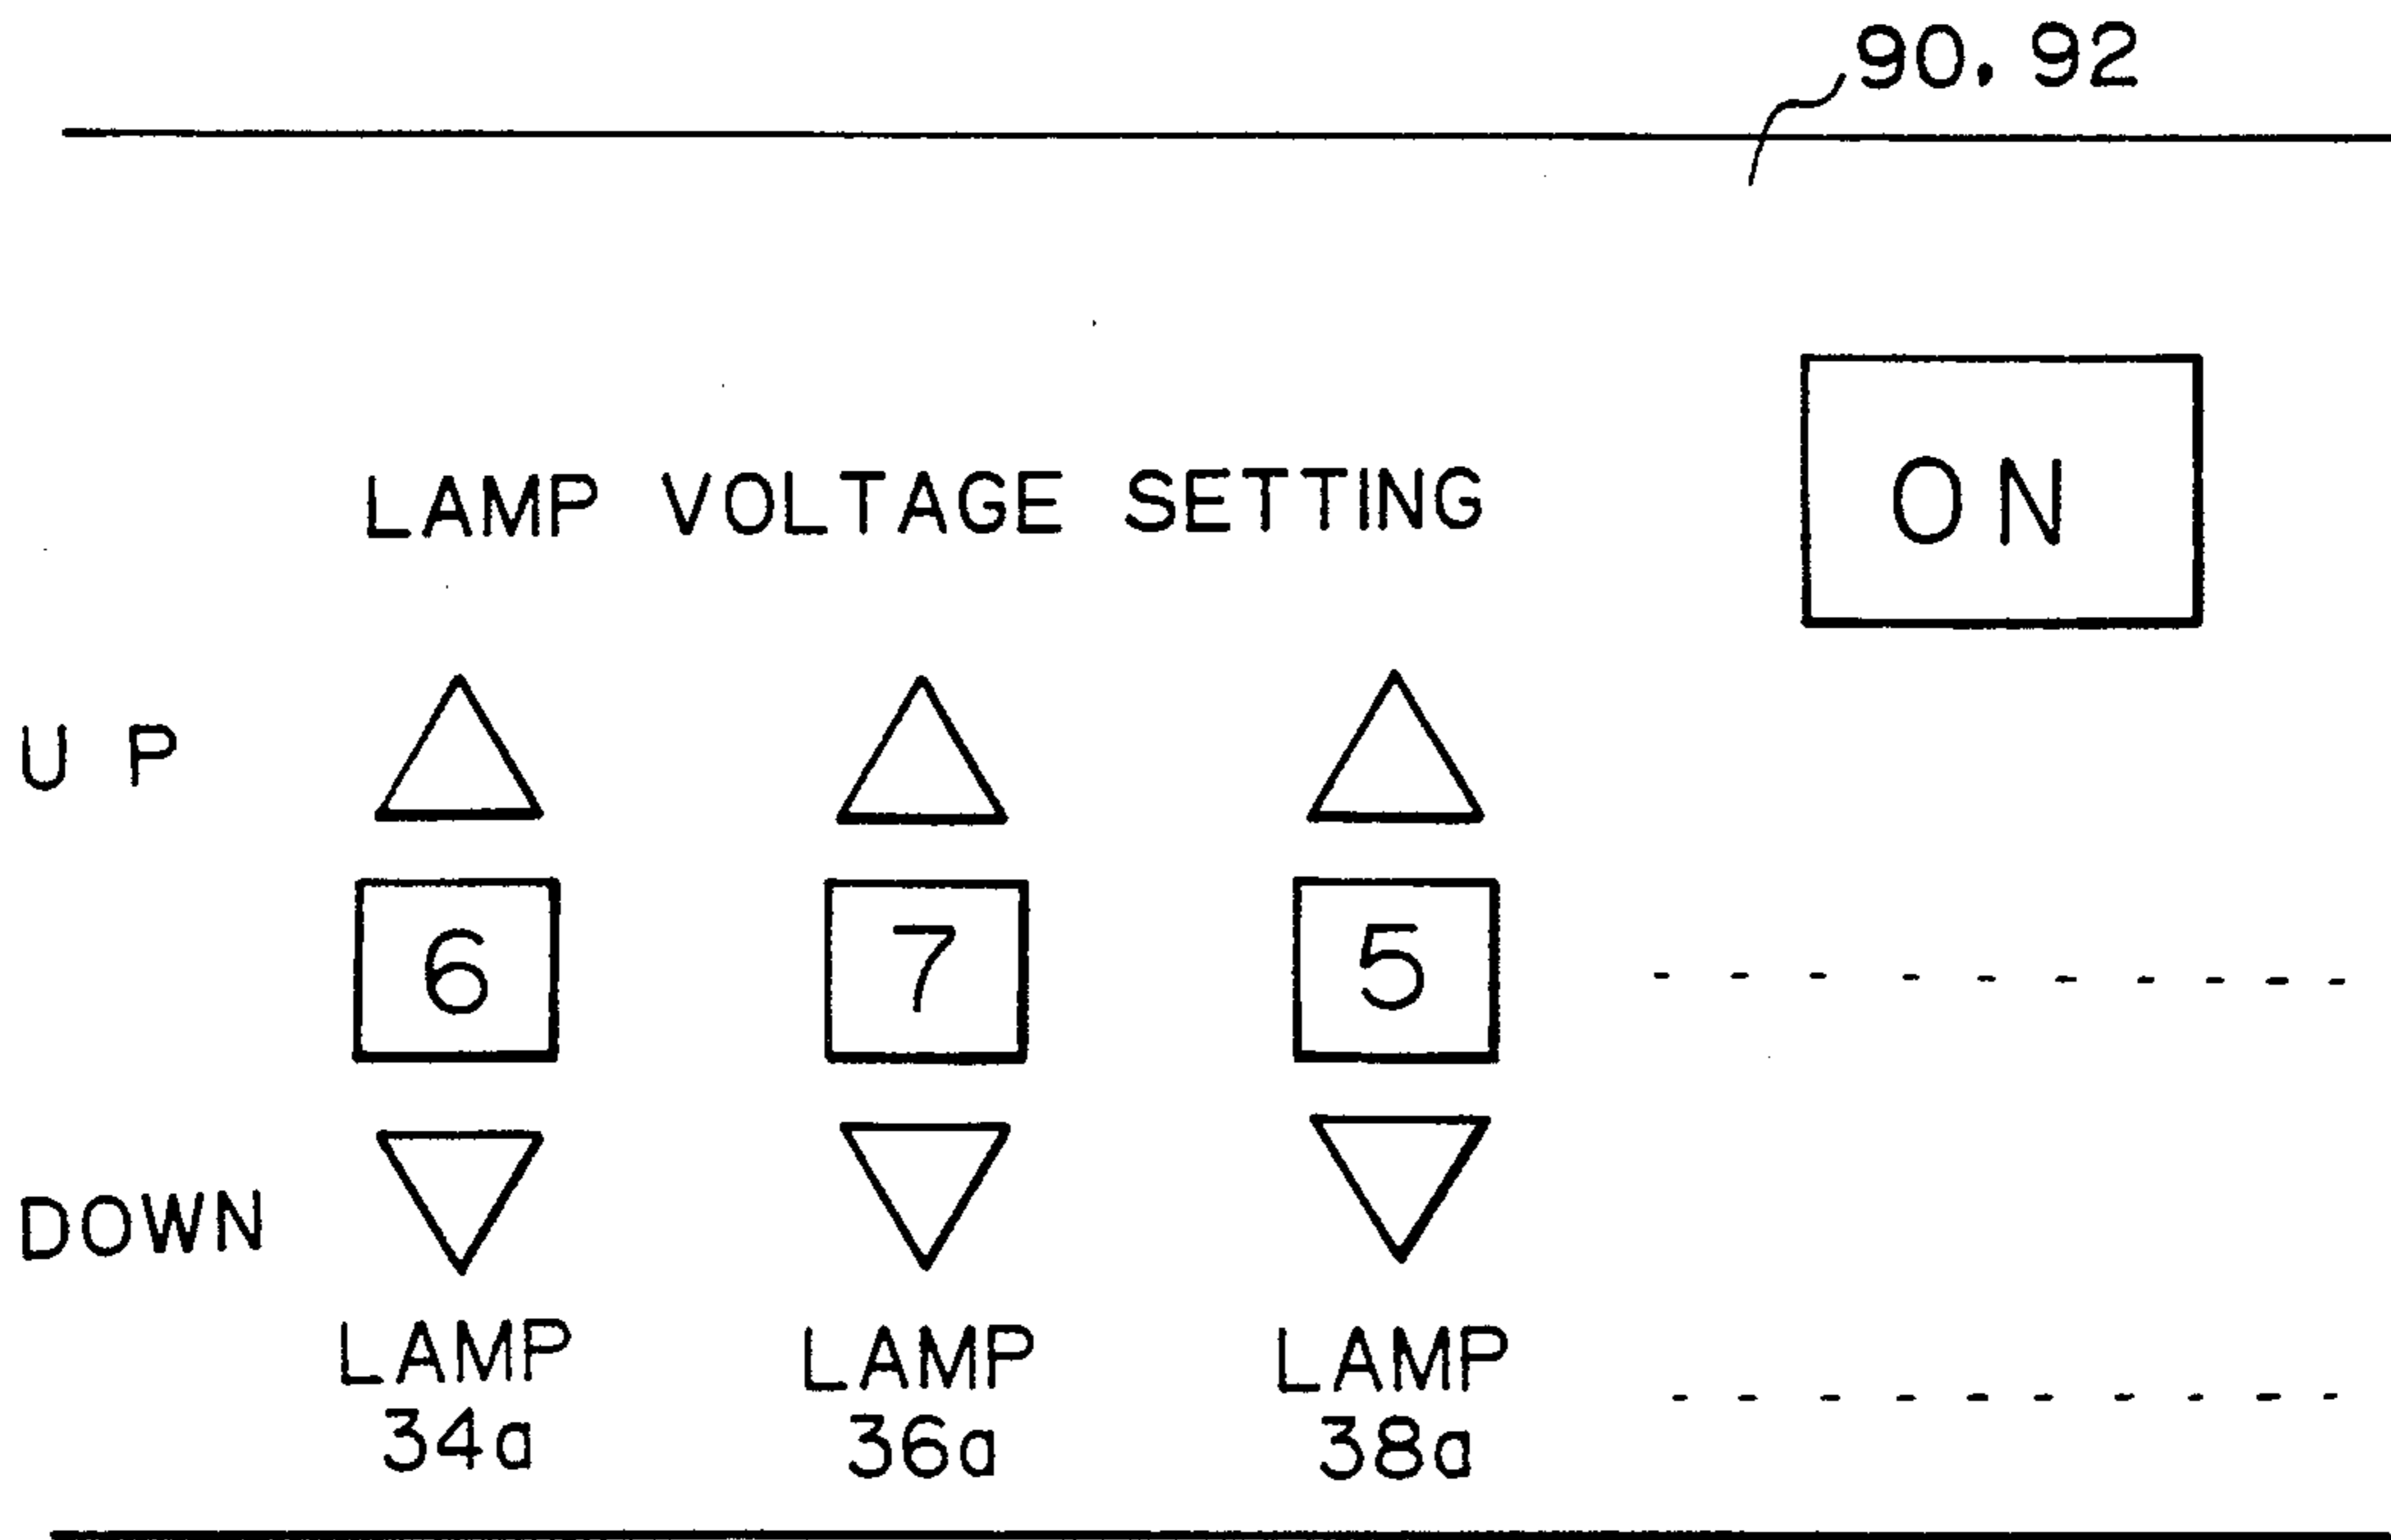 90, 92
LAMP VOLTAGE SETTING
ON
UP
6 7 5
DOWN
LAMP LAMP LAMP
34a 36a 38a